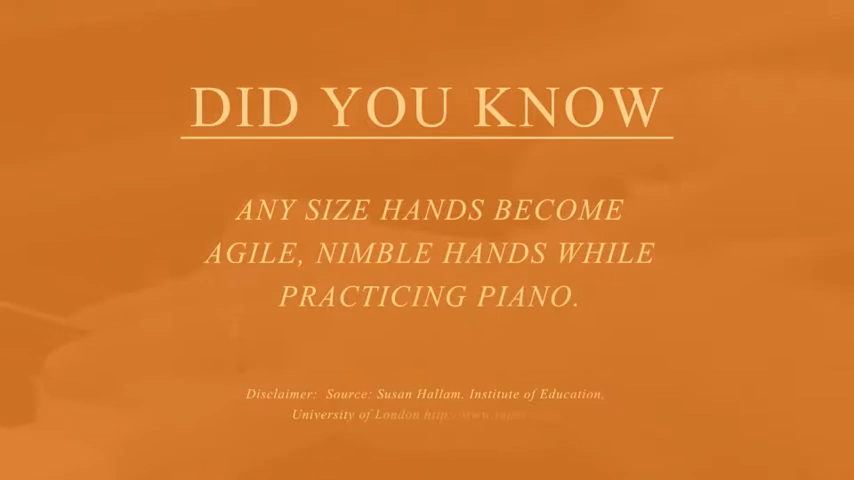 DID YOU KNOW
ANY SIZE HANDS BECOME
AGILE, NIMBLE HANDS WHILE
PRACTICING PIANO.
Disclaimer: Source: Susan Hallam, Institute of Education,
University of London